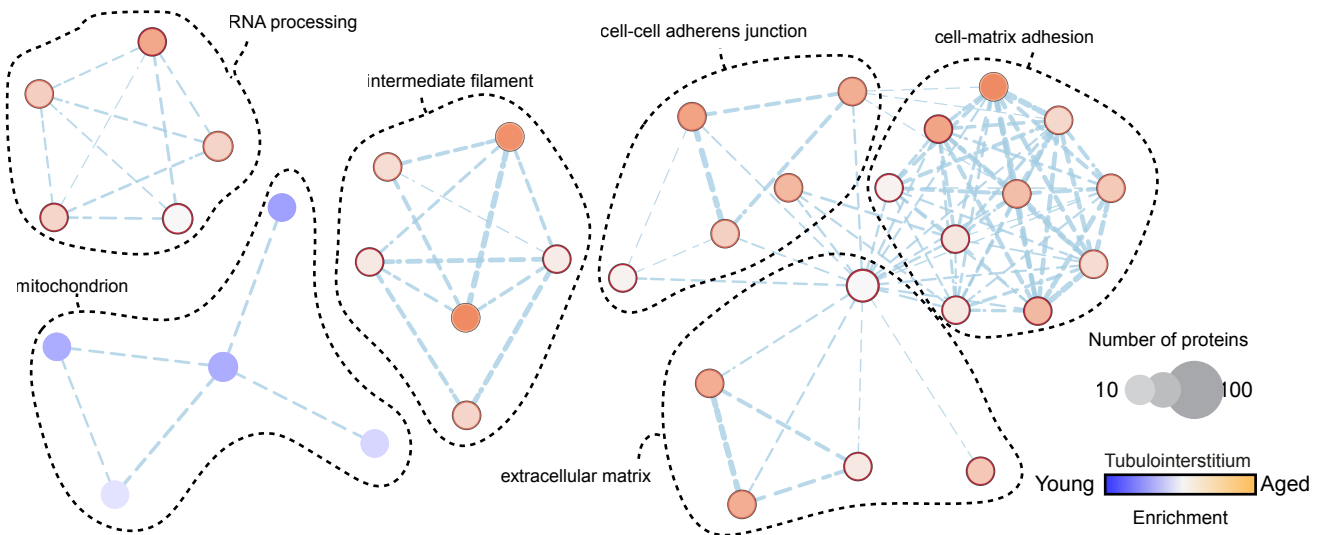 RNA processing
cell-cell adherens junction
cell-matrix adhesion
intermediate filament
mitochondrion
Number of proteins
10 100
extracellular matrix
Tubulointerstitium
Young Aged
Enrichment